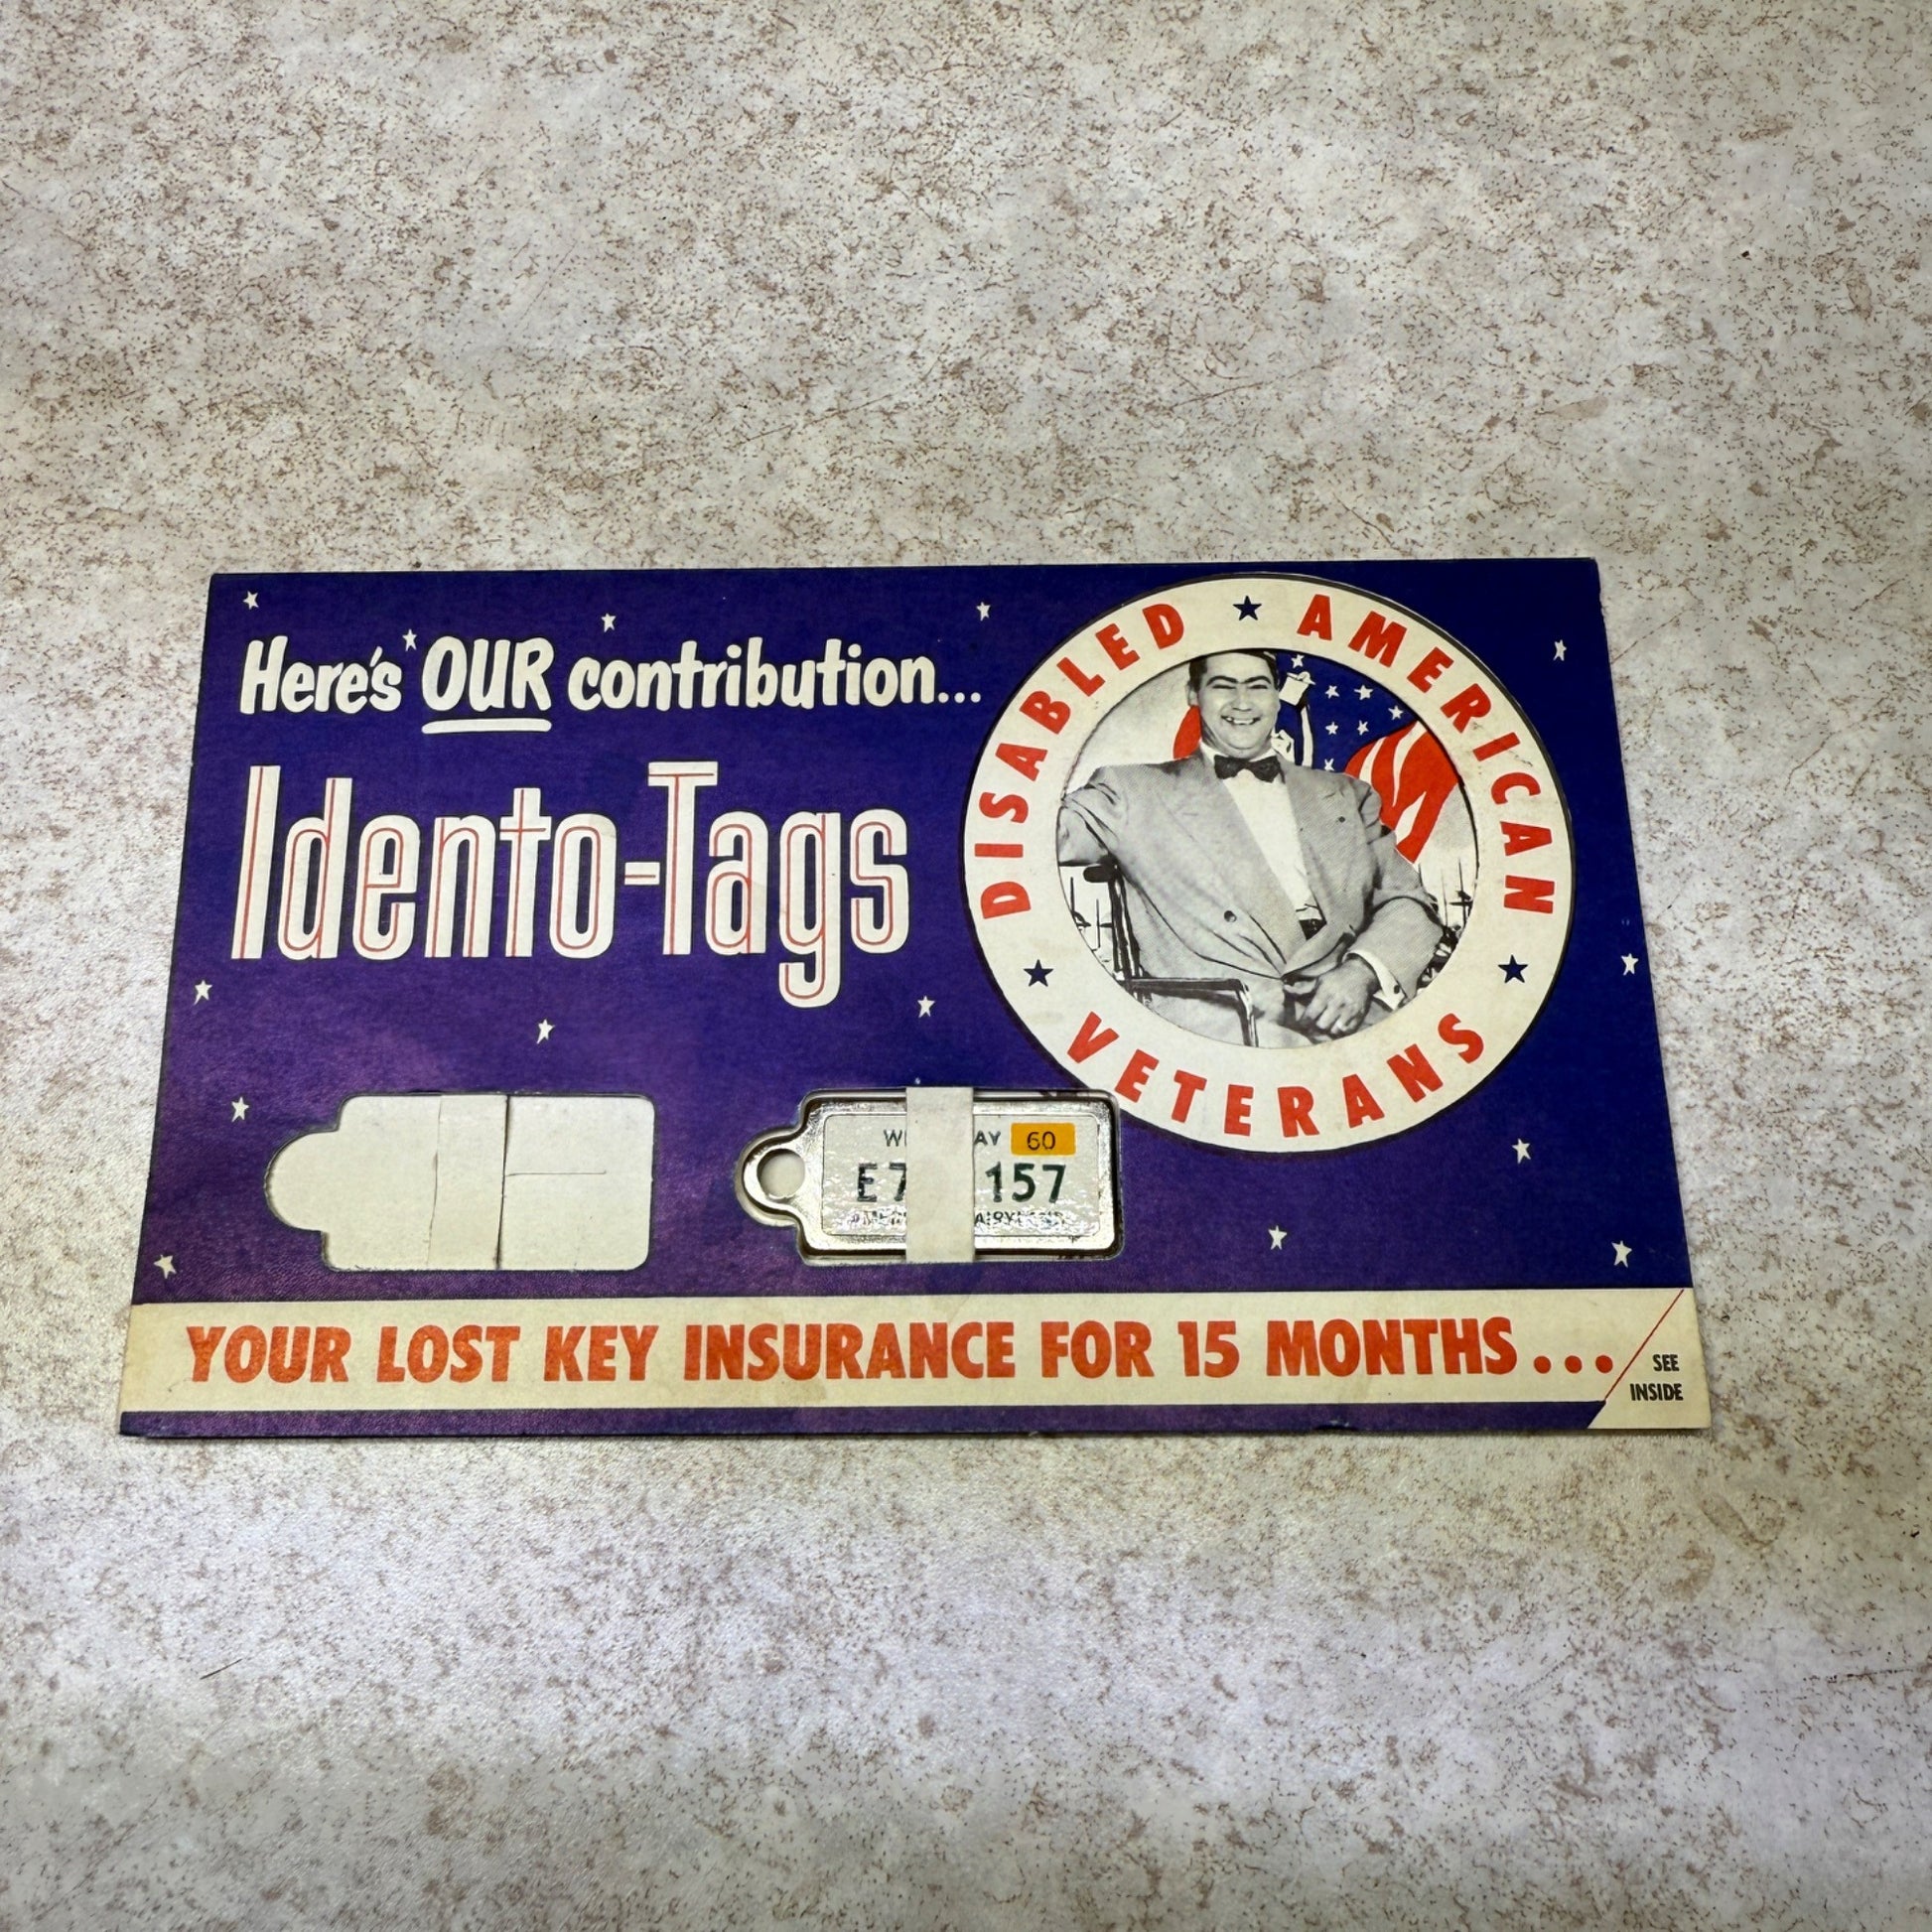 Here's OUR contribution...
Idento-Tags
DISABLED AMERICAN
VETERANS
60
E7 157
YOUR LOST KEY INSURANCE FOR 15 MONTHS...
SEE
INSIDE